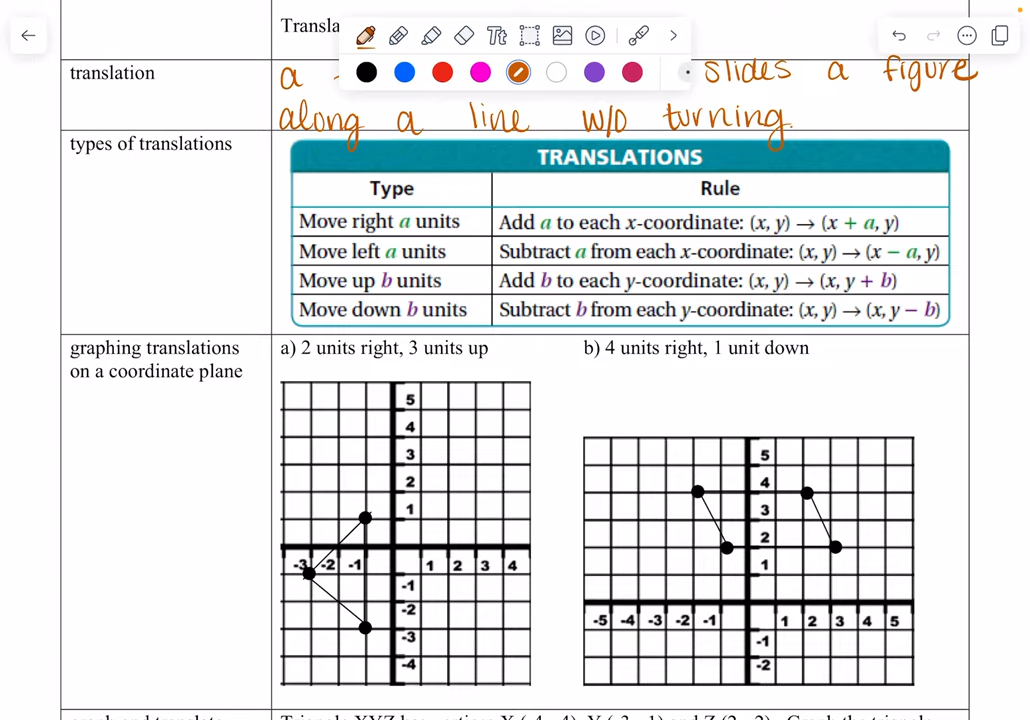 Transla
Tt
translation
a slides a figure
along a line w/o turning.
types of translations
TRANSLATIONS
Type Rule
Move right a units Add a to each x-coordinate: (x, y) → (x + a, y)
Move left a units Subtract a from each x-coordinate: (x, y) → (x − a, y)
Move up b units Add b to each y-coordinate: (x, y) → (x, y + b)
Move down b units Subtract b from each y-coordinate: (x, y) → (x, y − b)
graphing translations
on a coordinate plane
a) 2 units right, 3 units up
5
4
3
2
1
-3 -2 -1 1 2 3 4
-1
-2
-3
-4
b) 4 units right, 1 unit down
5
4
3
2
1
-5 -4 -3 -2 -1 1 2 3 4 5
-1
-2